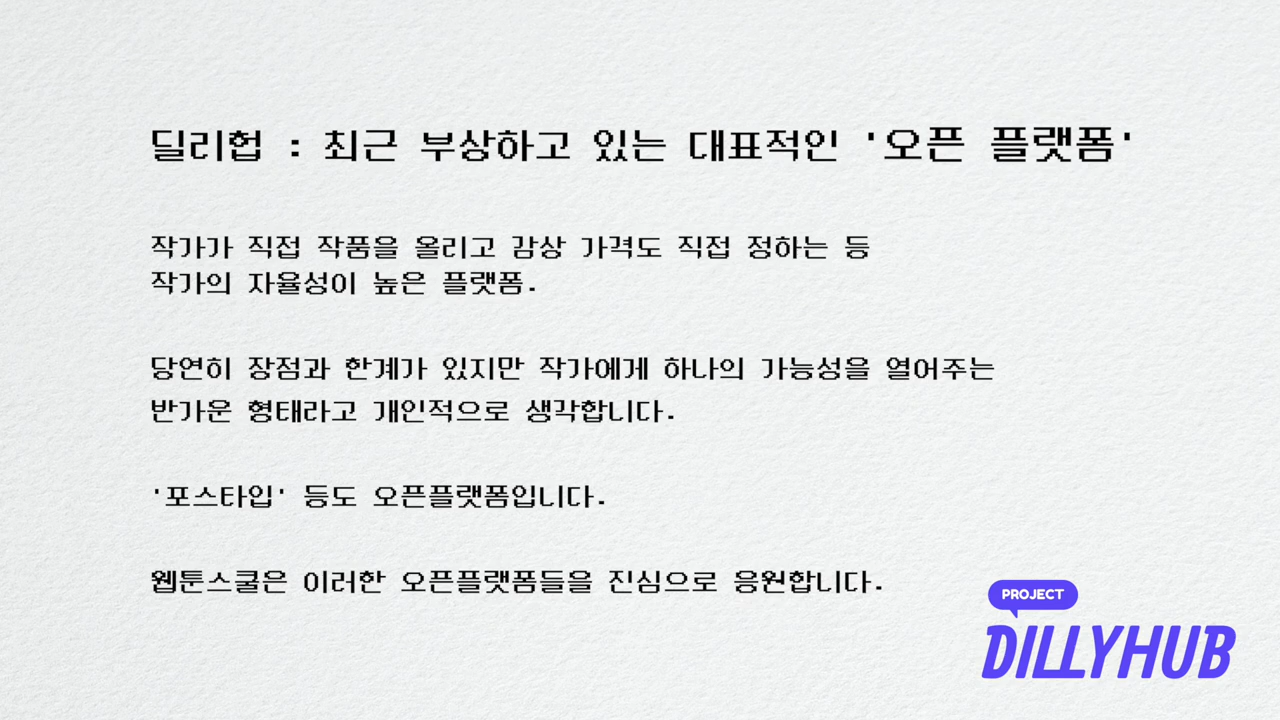 딜리헙 : 최근 부상하고 있는 대표적인 '오픈 플랫폼'
작가가 직접 작품을 올리고 감상 가격도 직접 정하는 등
작가의 자율성이 높은 플랫폼.
당연히 장점과 한계가 있지만 작가에게 하나의 가능성을 열어주는
반가운 형태라고 개인적으로 생각합니다.
'포스타입' 등도 오픈플랫폼입니다.
웹툰스쿨은 이러한 오픈플랫폼들을 진심으로 응원합니다.
PROJECT
DILLYHUB